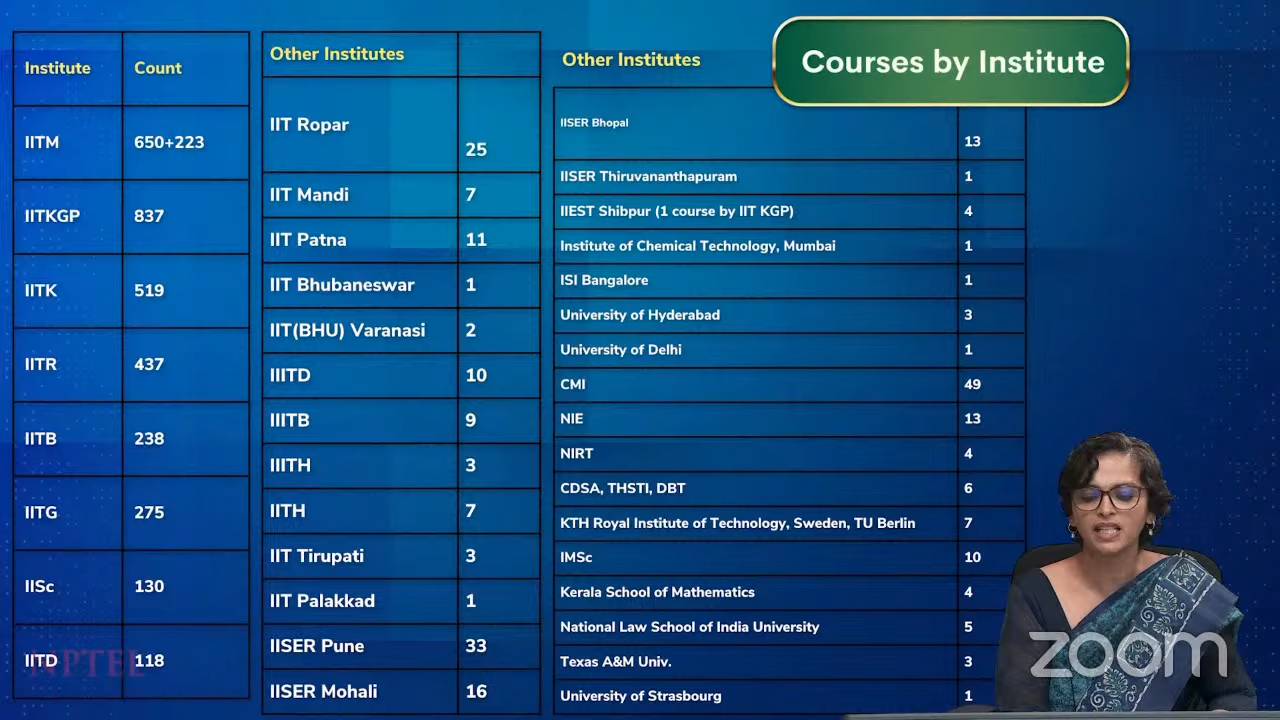 Courses by Institute
Institute Count
IITM 650+223
IITKGP 837
IITK 519
IITR 437
IITB 238
IITG 275
IISc 130
IITD 118
NPTEL
Other Institutes
IIT Ropar 25
IIT Mandi 7
IIT Patna 11
IIT Bhubaneswar 1
IIT(BHU) Varanasi 2
IIITD 10
IIITB 9
IIITH 3
IITH 7
IIT Tirupati 3
IIT Palakkad 1
IISER Pune 33
IISER Mohali 16
Other Institutes
IISER Bhopal 13
IISER Thiruvananthapuram 1
IIEST Shibpur (1 course by IIT KGP) 4
Institute of Chemical Technology, Mumbai 1
ISI Bangalore 1
University of Hyderabad 3
University of Delhi 1
CMI 49
NIE 13
NIRT 4
CDSA, THSTI, DBT 6
KTH Royal Institute of Technology, Sweden, TU Berlin 7
IMSc 10
Kerala School of Mathematics 4
National Law School of India University 5
Texas A&M Univ. 3
University of Strasbourg 1
zoom